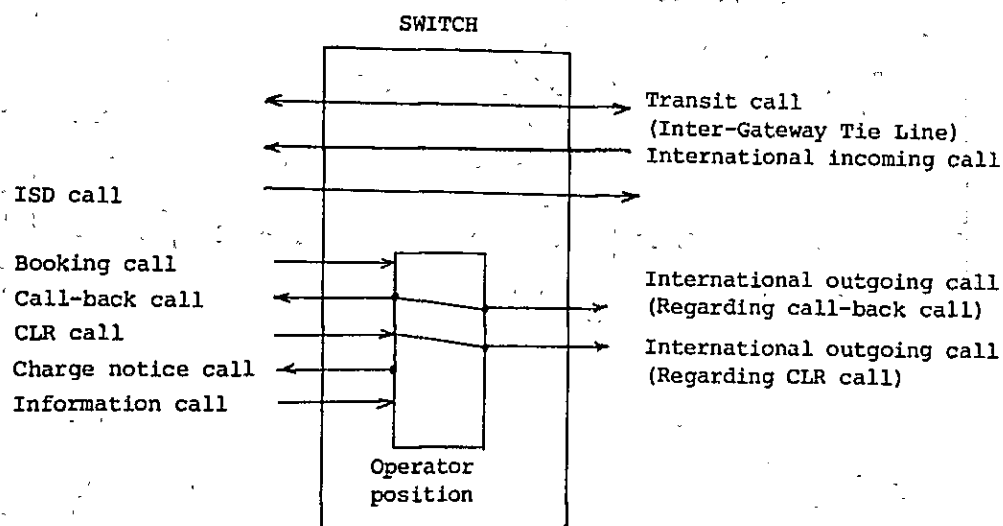 SWITCH
Transit call
(Inter-Gateway Tie Line)
International incoming call
ISD call
Booking call
Call-back call
CLR call
Charge notice call
Information call
International outgoing call
(Regarding call-back call)
International outgoing call
(Regarding CLR call)
Operator
position